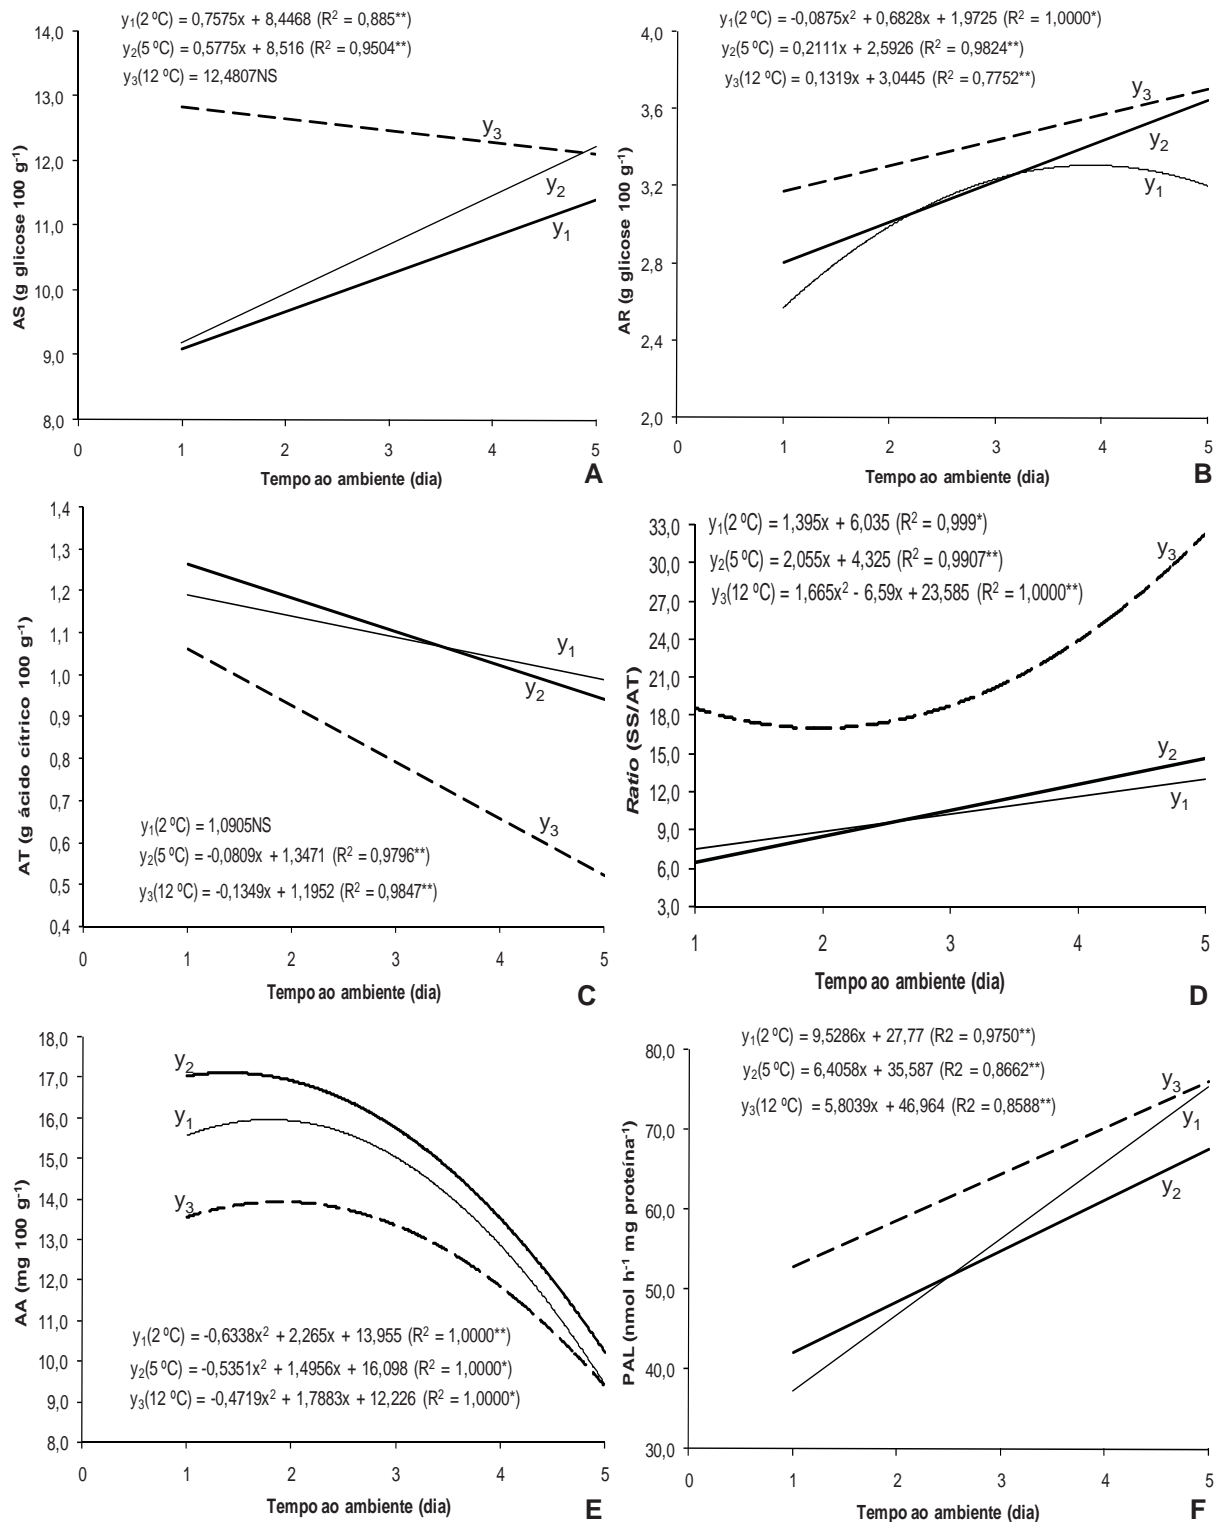 y₁(2 ºC) = 0,7575x + 8,4468 (R² = 0,885**)
y₂(5 ºC) = 0,5775x + 8,516 (R² = 0,9504**)
y₃(12 ºC) = 12,4807NS
14,0
13,0
12,0
11,0
10,0
9,0
8,0
AS (g glicose 100 g⁻¹)
y₃
y₂
y₁
0 1 2 3 4 5
Tempo ao ambiente (dia)
A
y₁(2 ºC) = -0,0875x² + 0,6828x + 1,9725 (R² = 1,0000*)
y₂(5 ºC) = 0,2111x + 2,5926 (R² = 0,9824**)
y₃(12 ºC) = 0,1319x + 3,0445 (R² = 0,7752**)
4,0
3,6
3,2
2,8
2,4
2,0
AR (g glicose 100 g⁻¹)
y₃
y₂
y₁
0 1 2 3 4 5
Tempo ao ambiente (dia)
B
1,4
1,3
1,2
1,1
1,0
0,9
0,8
0,7
0,6
0,5
0,4
AT (g ácido cítrico 100 g⁻¹)
y₁
y₂
y₃
y₁(2 ºC) = 1,0905NS
y₂(5 ºC) = -0,0809x + 1,3471 (R² = 0,9796**)
y₃(12 ºC) = -0,1349x + 1,1952 (R² = 0,9847**)
0 1 2 3 4 5
Tempo ao ambiente (dia)
C
y₁(2 ºC) = 1,395x + 6,035 (R² = 0,999*)
y₂(5 ºC) = 2,055x + 4,325 (R² = 0,9907**)
y₃(12 ºC) = 1,665x² - 6,59x + 23,585 (R² = 1,0000**)
33,0
30,0
27,0
24,0
21,0
18,0
15,0
12,0
9,0
6,0
3,0
Ratio (SS/AT)
y₃
y₂
y₁
1 2 3 4 5
Tempo ao ambiente (dia)
D
18,0
17,0
16,0
15,0
14,0
13,0
12,0
11,0
10,0
9,0
8,0
AA (mg 100 g⁻¹)
y₂
y₁
y₃
y₁(2 ºC) = -0,6338x² + 2,265x + 13,955 (R² = 1,0000**)
y₂(5 ºC) = -0,5351x² + 1,4956x + 16,098 (R² = 1,0000*)
y₃(12 ºC) = -0,4719x² + 1,7883x + 12,226 (R² = 1,0000*)
0 1 2 3 4 5
Tempo ao ambiente (dia)
E
y₁(2 ºC) = 9,5286x + 27,77 (R2 = 0,9750**)
y₂(5 ºC) = 6,4058x + 35,587 (R2 = 0,8662**)
y₃(12 ºC) = 5,8039x + 46,964 (R2 = 0,8588**)
80,0
70,0
60,0
50,0
40,0
30,0
PAL (nmol h⁻¹ mg proteína⁻¹)
y₃
y₁
y₂
0 1 2 3 4 5
Tempo ao ambiente (dia)
F